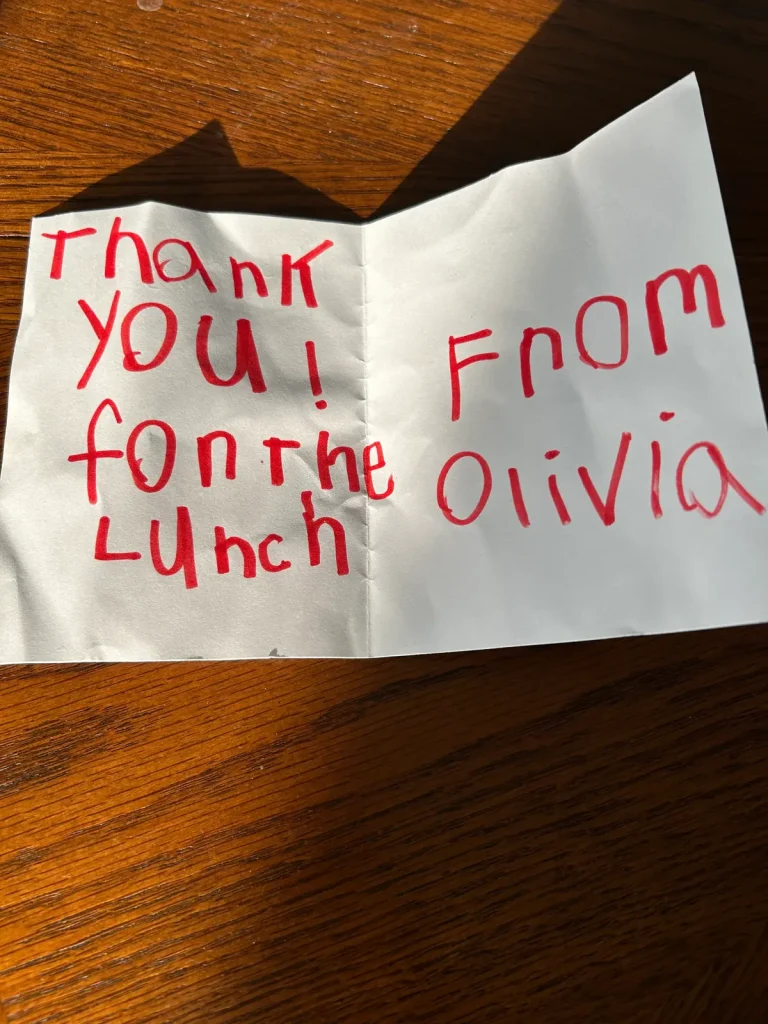 Thank
you!
fon the
Lunch
Fnom
Olivia